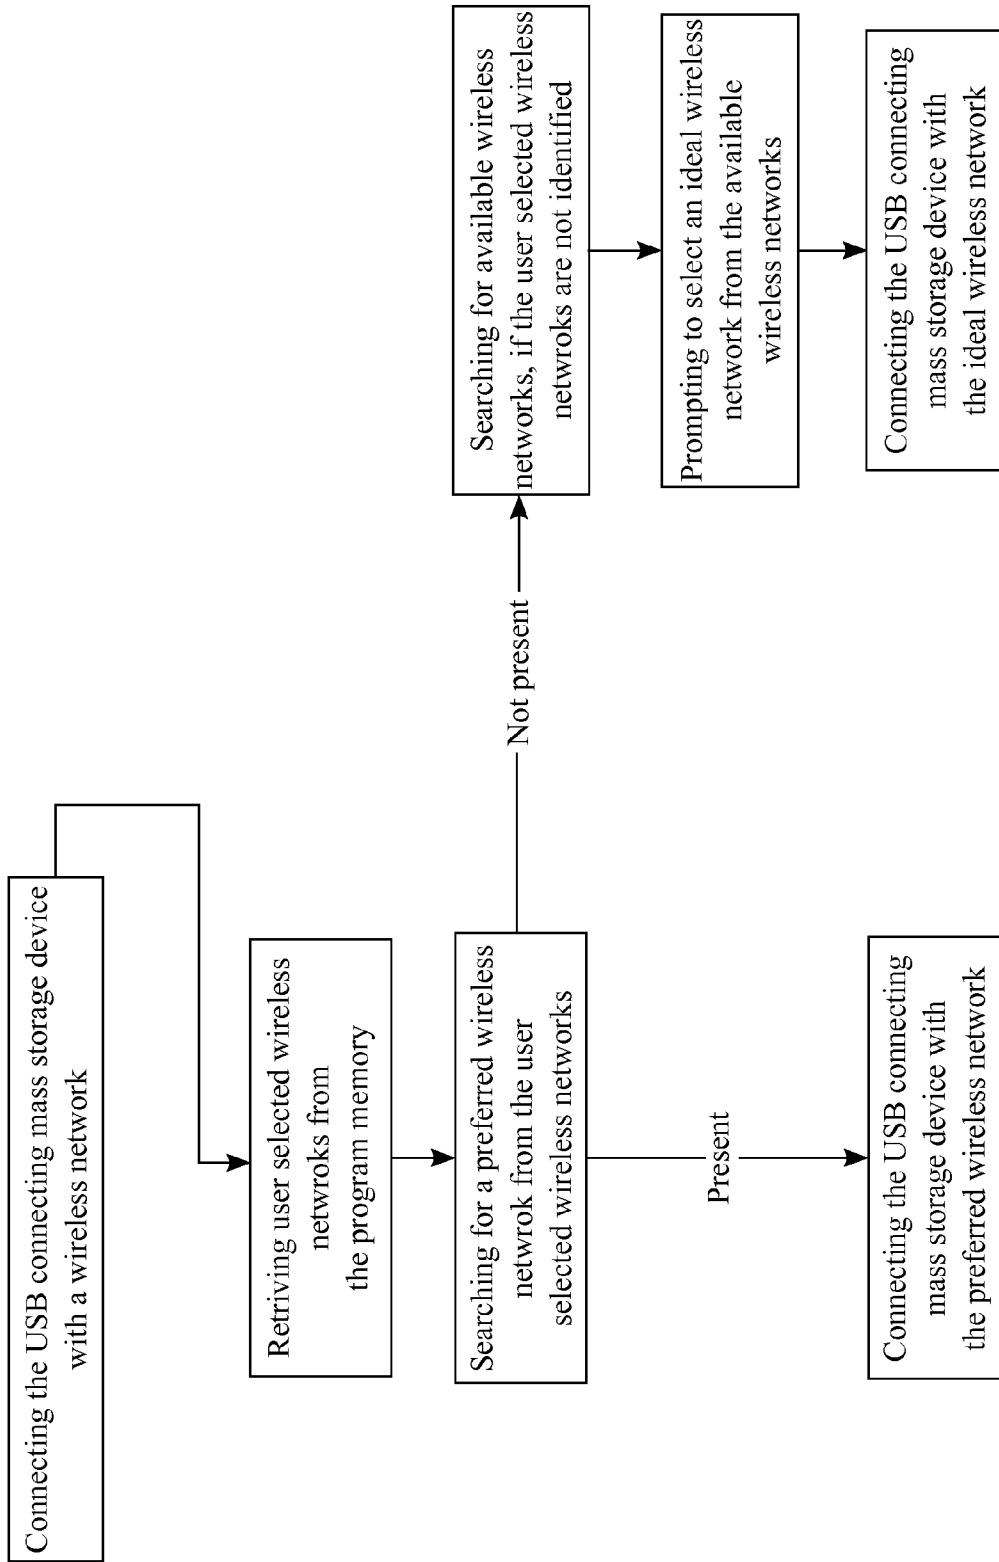 Connecting the USB connecting mass storage device
with a wireless network
Retriving user selected wireless
netwroks from
the program memory
Searching for a preferred wireless
netwrok from the user
selected wireless networks
Present
Connecting the USB connecting
mass storage device with
the preferred wireless network
Not present
Searching for available wireless
networks, if the user selected wireless
netwroks are not identified
Prompting to select an ideal wireless
network from the available
wireless networks
Connecting the USB connecting
mass storage device with
the ideal wireless network